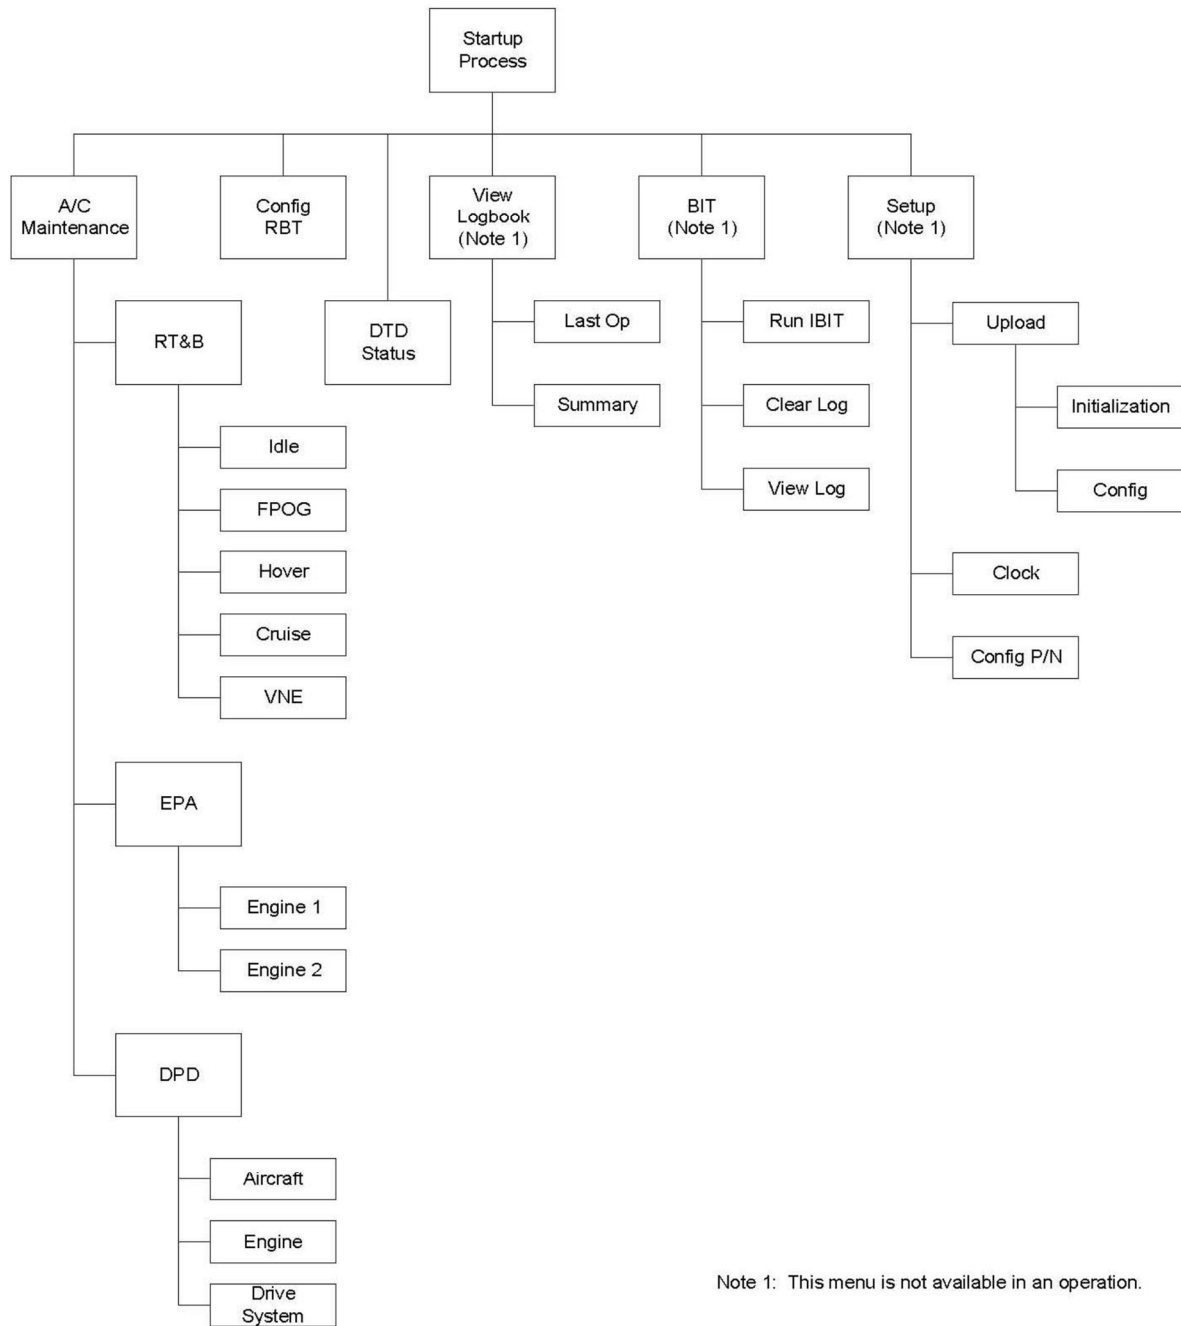 Startup
Process
A/C
Maintenance
Config
RBT
View
Logbook
(Note 1)
BIT
(Note 1)
Setup
(Note 1)
RT&B
DTD
Status
Last Op
Summary
Run IBIT
Clear Log
View Log
Upload
Initialization
Config
Clock
Config P/N
Idle
FPOG
Hover
Cruise
VNE
EPA
Engine 1
Engine 2
DPD
Aircraft
Engine
Drive
System
Note 1: This menu is not available in an operation.